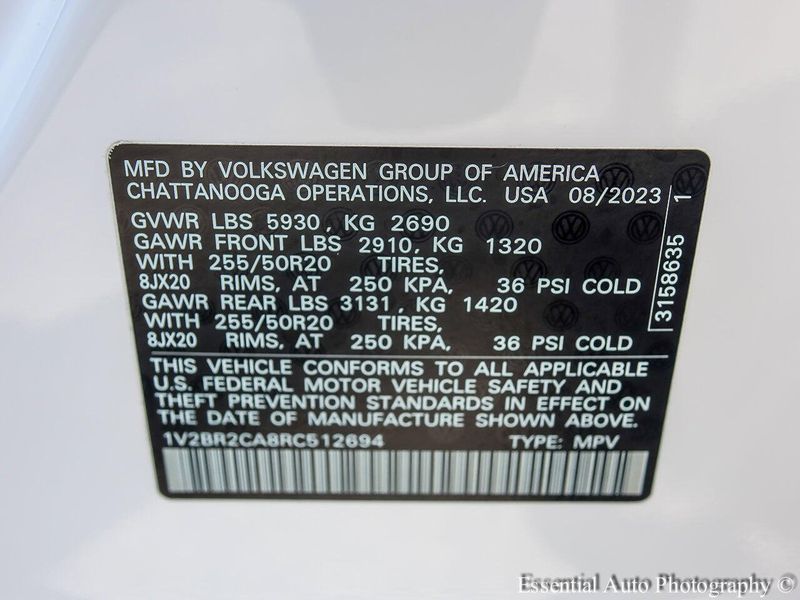 MFD BY VOLKSWAGEN GROUP OF AMERICA
CHATTANOOGA OPERATIONS, LLC. USA 08/2023
GVWR LBS 5930, KG 2690
GAWR FRONT LBS 2910, KG 1320
WITH 255/50R20 TIRES,
8JX20 RIMS, AT 250 KPA, 36 PSI COLD
GAWR REAR LBS 3131, KG 1420
WITH 255/50R20 TIRES,
8JX20 RIMS, AT 250 KPA, 36 PSI COLD
3158635 1
THIS VEHICLE CONFORMS TO ALL APPLICABLE
U.S. FEDERAL MOTOR VEHICLE SAFETY AND
THEFT PREVENTION STANDARDS IN EFFECT ON
THE DATE OF MANUFACTURE SHOWN ABOVE.
1V2BR2CA8RC512694 TYPE: MPV
Essential Auto Photography ©